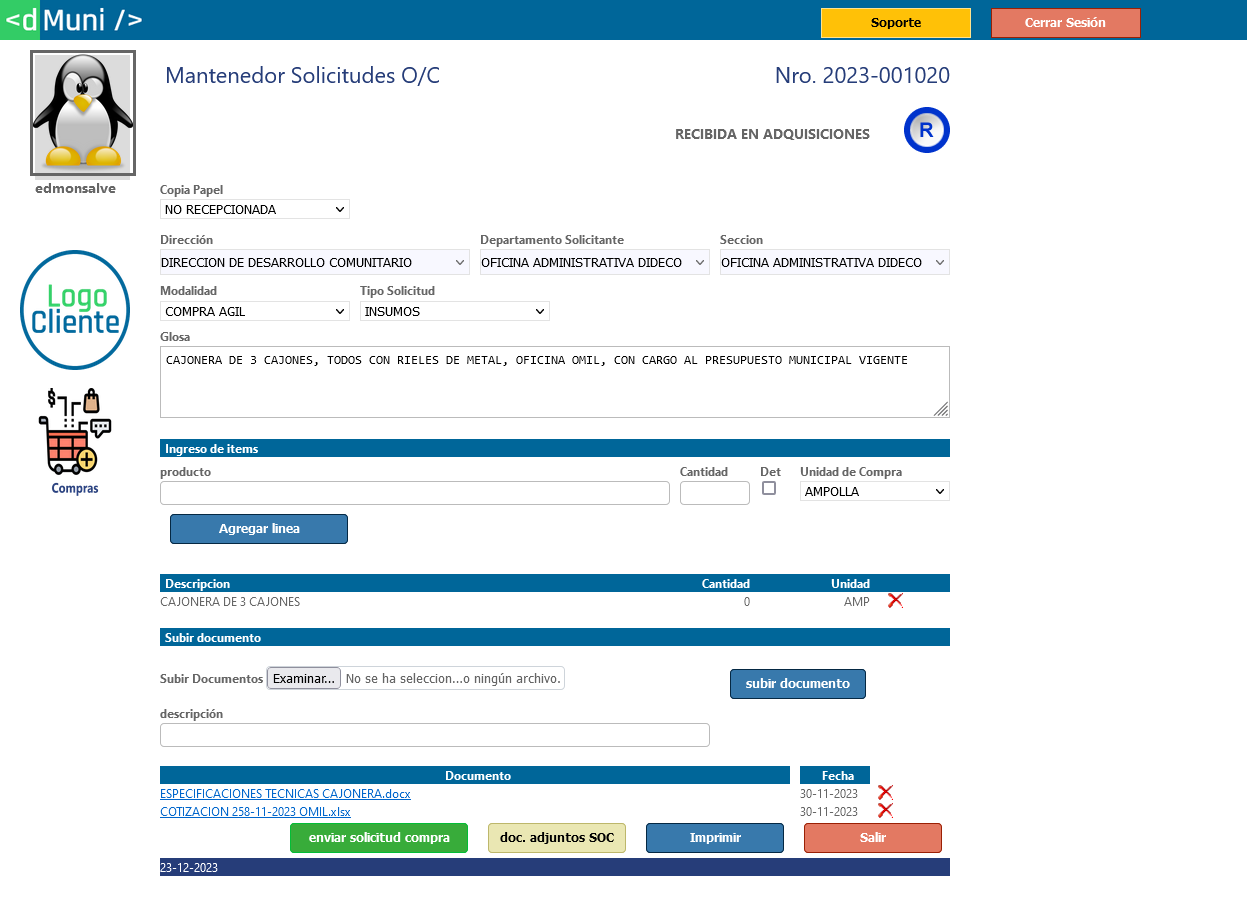 <d Muni />
Soporte
Cerrar Sesión
Mantenedor Solicitudes O/C
Nro. 2023-001020
RECIBIDA EN ADQUISICIONES
R
edmonsalve
Copia Papel
NO RECEPCIONADA
Dirección
Departamento Solicitante
Seccion
DIRECCION DE DESARROLLO COMUNITARIO
OFICINA ADMINISTRATIVA DIDECO
OFICINA ADMINISTRATIVA DIDECO
Modalidad
Tipo Solicitud
COMPRA AGIL
INSUMOS
Logo
Cliente
Glosa
CAJONERA DE 3 CAJONES, TODOS CON RIELES DE METAL, OFICINA OMIL, CON CARGO AL PRESUPUESTO MUNICIPAL VIGENTE
Compras
Ingreso de items
producto
Cantidad
Det
Unidad de Compra
AMPOLLA
Agregar linea
Descripcion
Cantidad
Unidad
CAJONERA DE 3 CAJONES
0
AMP
Subir documento
Subir Documentos
Examinar...
No se ha seleccion...o ningún archivo.
subir documento
descripción
Documento
Fecha
ESPECIFICACIONES TECNICAS CAJONERA.docx
30-11-2023
COTIZACION 258-11-2023 OMIL.xlsx
30-11-2023
enviar solicitud compra
doc. adjuntos SOC
Imprimir
Salir
23-12-2023